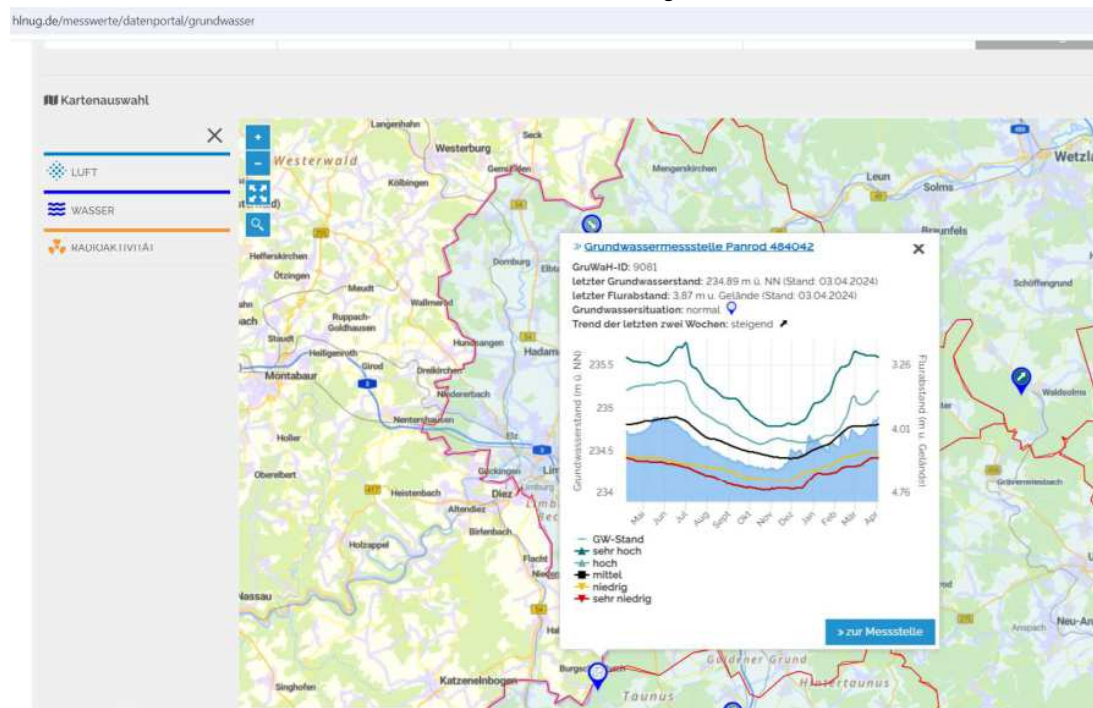 hlnug.de/messwerte/datenportal/grundwasser
Kartenauswahl
LUFT
WASSER
RADIOAKTIVITÄT
+
−
Langenhahn
Seck
Westerburg
Westerwald
Gemünden
Mengerskirchen
Kölbingen
Leun
Solms
Braunfels
Hefferskirchen
Ötzingen
Dornburg
Meudt
Wallmerod
Ruppach-
Goldhausen
Staudt
Hundsangen
Heiligenroth
Girod
Dreikirchen
Montabaur
3
Niedererbach
Nentershausen
Holler
Elz
3
Oberelbert
Gückingen
Limburg
417
Heistenbach
Diez
Altendiez
Birlenbach
Holzappel
Flacht
Nassau
54
Singhofen
Katzenelnbogen
Schöffengrund
Waldsolms
Grävenwiesbach
Anspach
275
Goldener Grund
Hintertaunus
Taunus
» Grundwassermessstelle Panrod 484042
GruWaH-ID: 9081
letzter Grundwasserstand: 234.89 m ü. NN (Stand: 03.04.2024)
letzter Flurabstand: 3.87 m u. Gelände (Stand: 03.04.2024)
Grundwassersituation: normal
Trend der letzten zwei Wochen: steigend
Grundwasserstand (m ü. NN)
235.5
235
234.5
234
3.26
4.01
4.76
Flurabstand (m u. Gelände)
Mai Jun Jul Aug Sept Okt Nov Dez Jan Feb Mär Apr
GW-Stand
sehr hoch
hoch
mittel
niedrig
sehr niedrig
» zur Messstelle